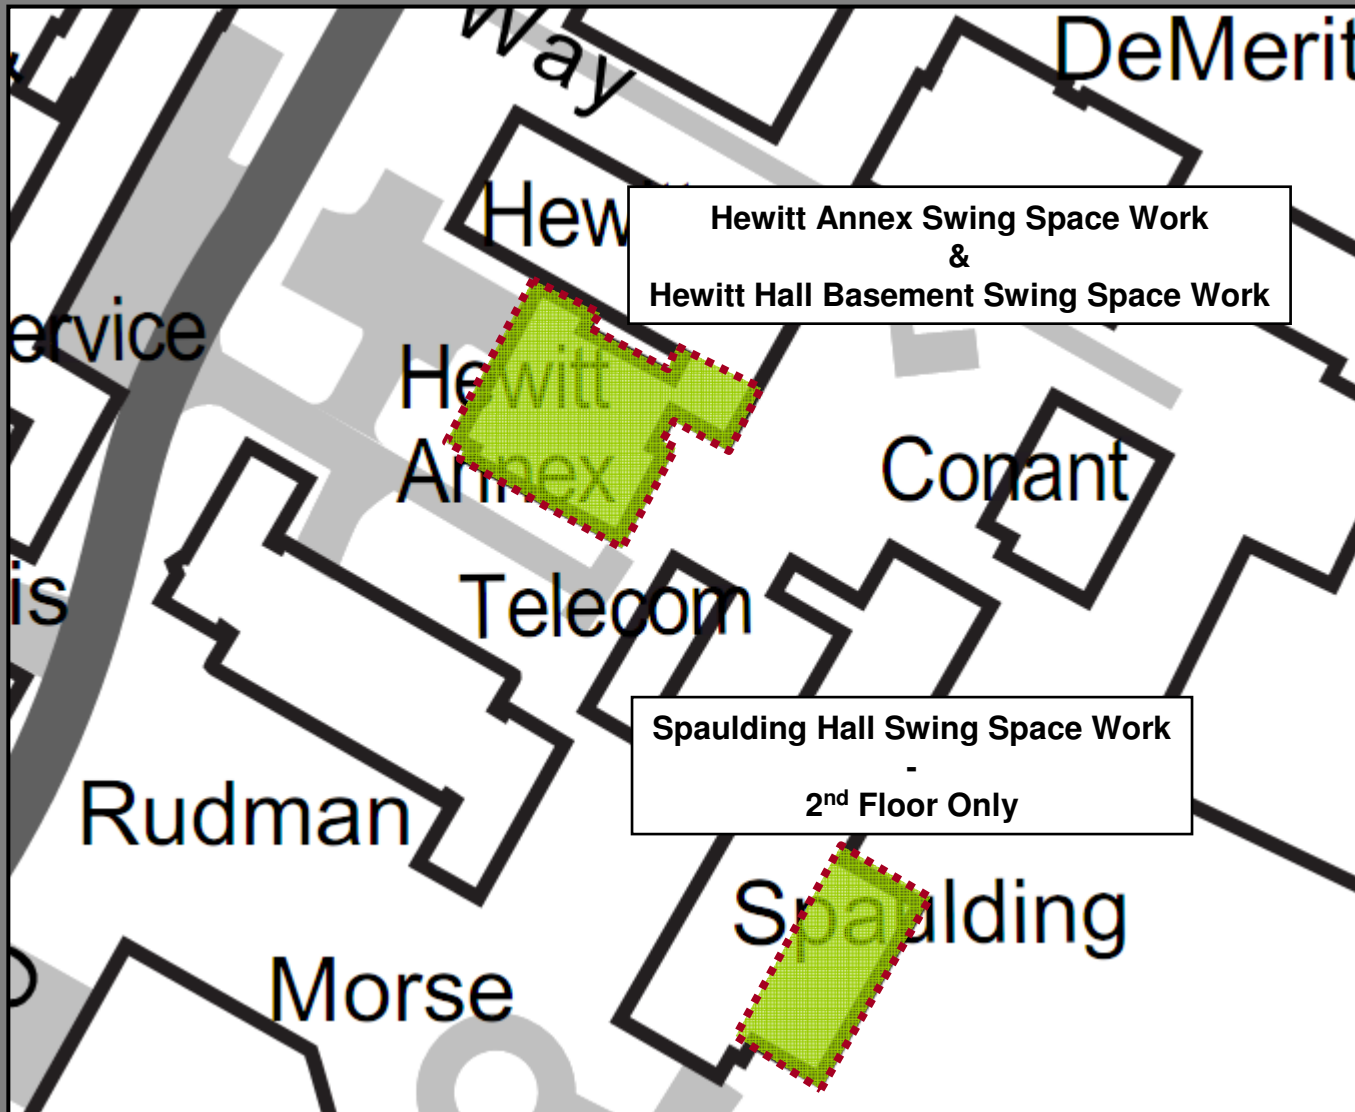 Way
DeMerit
Hew
Hewitt Annex Swing Space Work
&
Hewitt Hall Basement Swing Space Work
ervice
Hewitt
Annex
Conant
is
Telecom
Spaulding Hall Swing Space Work
-
2nd Floor Only
Rudman
Spaulding
Morse